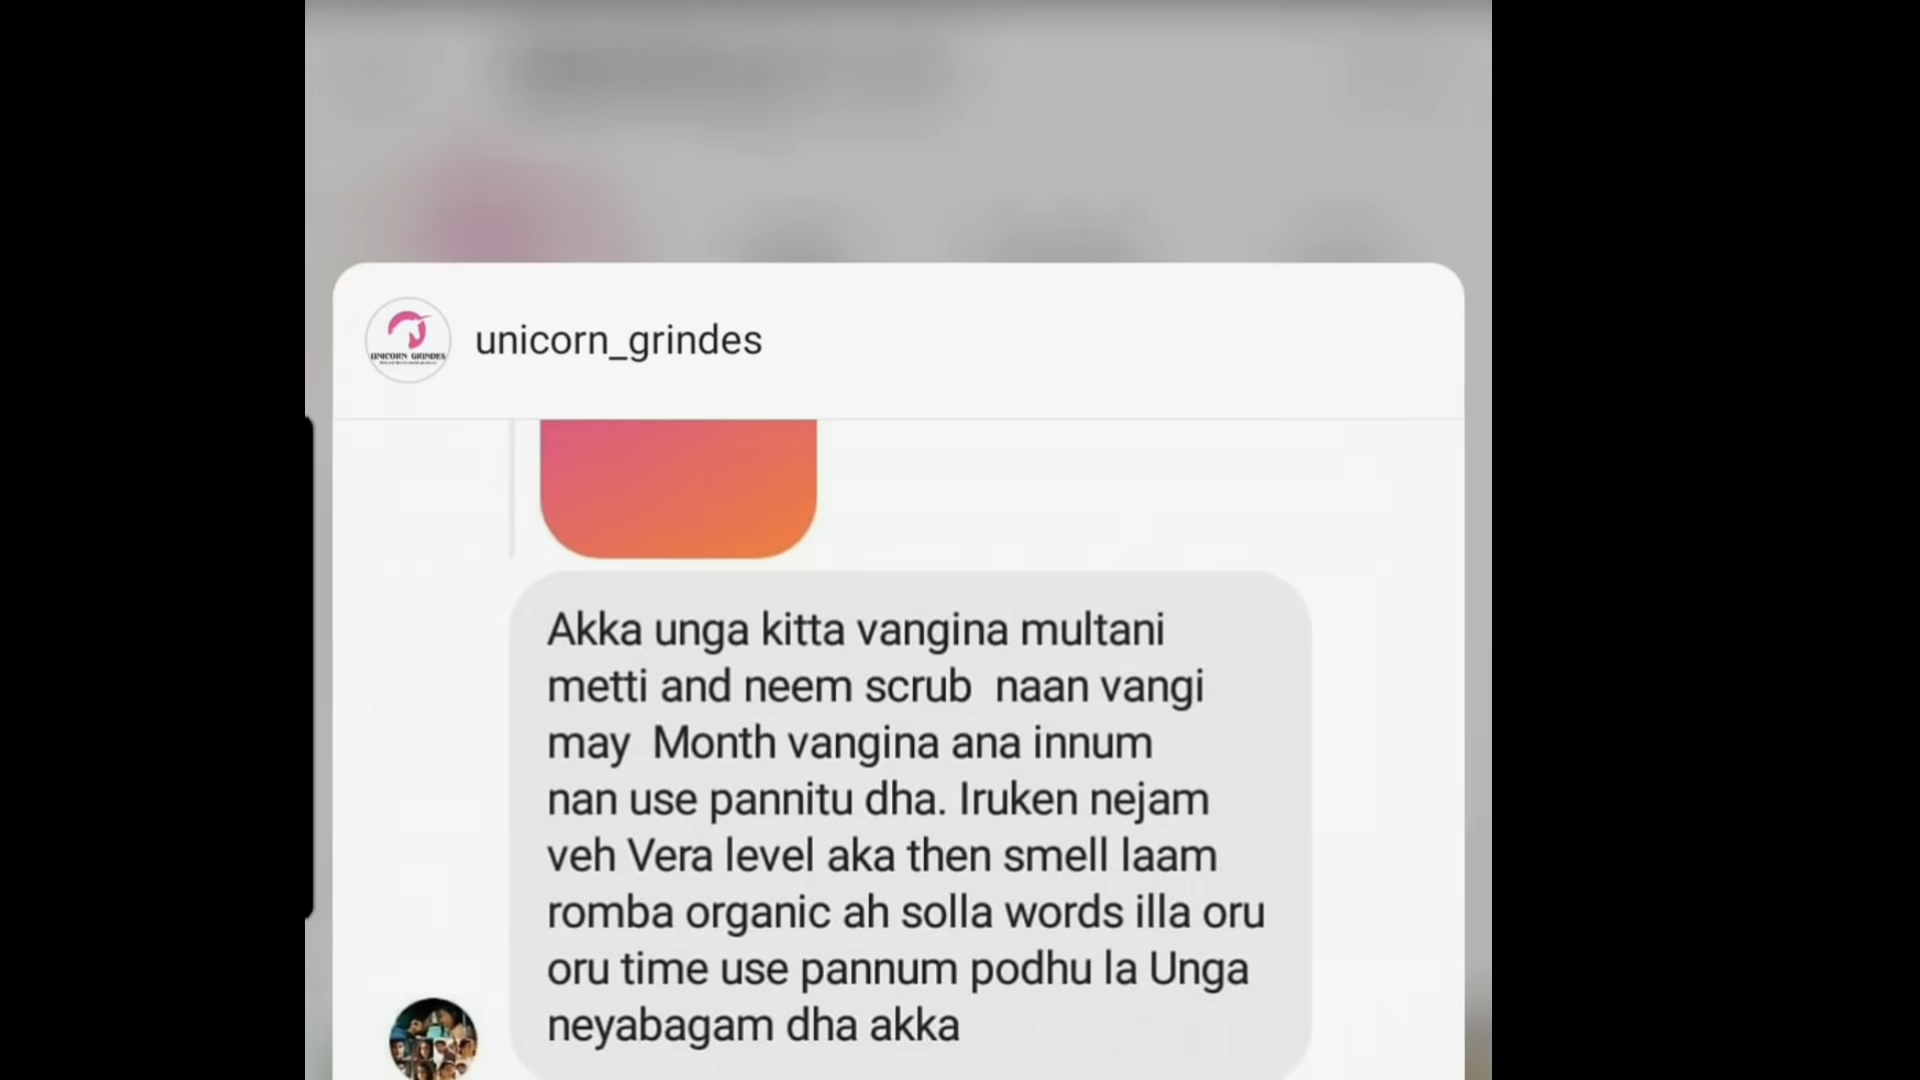 UNICORN GRINDES
unicorn_grindes
Akka unga kitta vangina multani
metti and neem scrub  naan vangi
may  Month vangina ana innum
nan use pannitu dha. Iruken nejam
veh Vera level aka then smell laam
romba organic ah solla words illa oru
oru time use pannum podhu la Unga
neyabagam dha akka